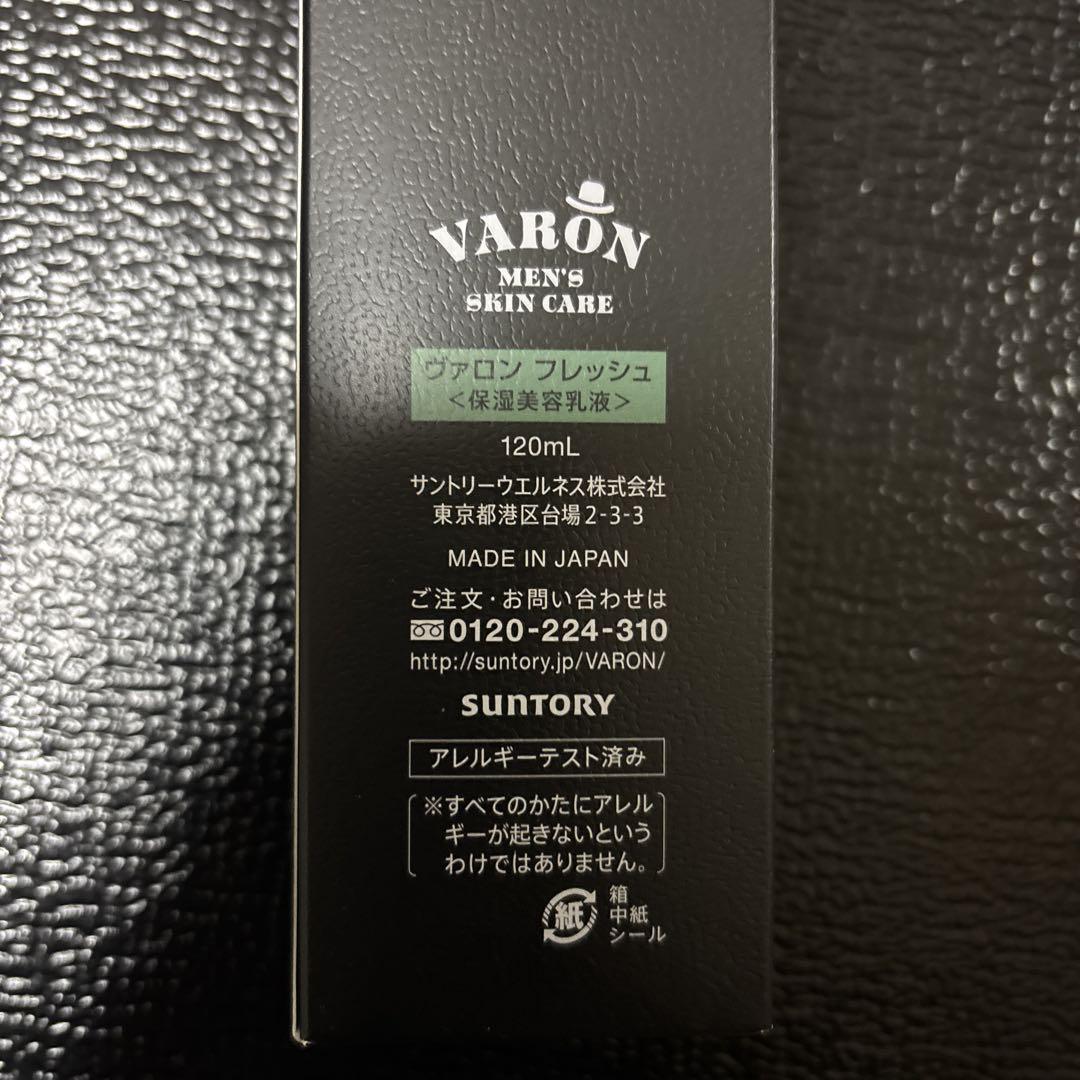 VARON
MEN'S
SKIN CARE
ヴァロン フレッシュ
<保湿美容乳液>
120mL
サントリーウエルネス株式会社
東京都港区台場2-3-3
MADE IN JAPAN
ご注文・お問い合わせは
0120-224-310
http://suntory.jp/VARON/
SUNTORY
アレルギーテスト済み
※すべてのかたにアレル
ギーが起きないという
わけではありません。
紙
箱
中紙
シール